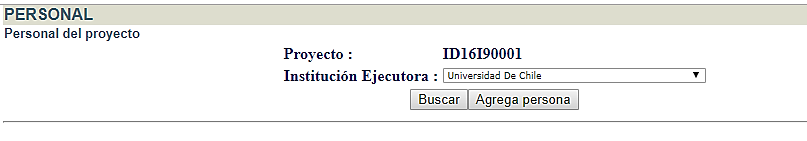 PERSONAL
Personal del proyecto
Proyecto : ID16I90001
Institución Ejecutora : Universidad De Chile
Buscar Agrega persona